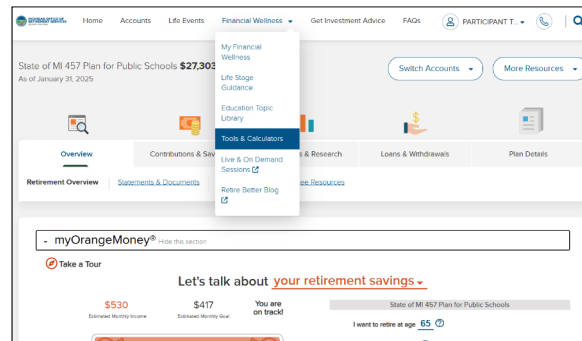 Home Accounts Life Events Financial Wellness Get Investment Advice FAQs PARTICIPANT T...
My Financial
Wellness
Life Stage
Guidance
Education Topic
Library
Tools & Calculators
Live & On Demand
Sessions
Retire Better Blog
State of MI 457 Plan for Public Schools $27,303
As of January 31, 2025
Switch Accounts More Resources
Overview Contributions & Sav s & Research Loans & Withdrawals Plan Details
Retirement Overview Statements & Documents ee Resources
- myOrangeMoney® Hide this section
Take a Tour
Let's talk about your retirement savings
$530 $417 You are
on track!
Estimated Monthly Income Estimated Monthly Goal
State of MI 457 Plan for Public Schools
I want to retire at age 65